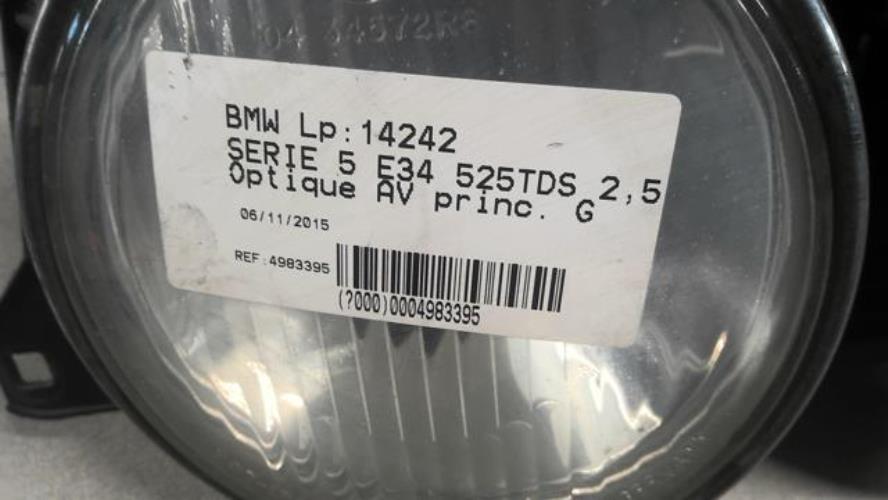 BMW Lp:14242
SERIE 5 E34 525TDS 2,5
Optique AV princ. G
06/11/2015
REF:4983395
(?000)0004983395